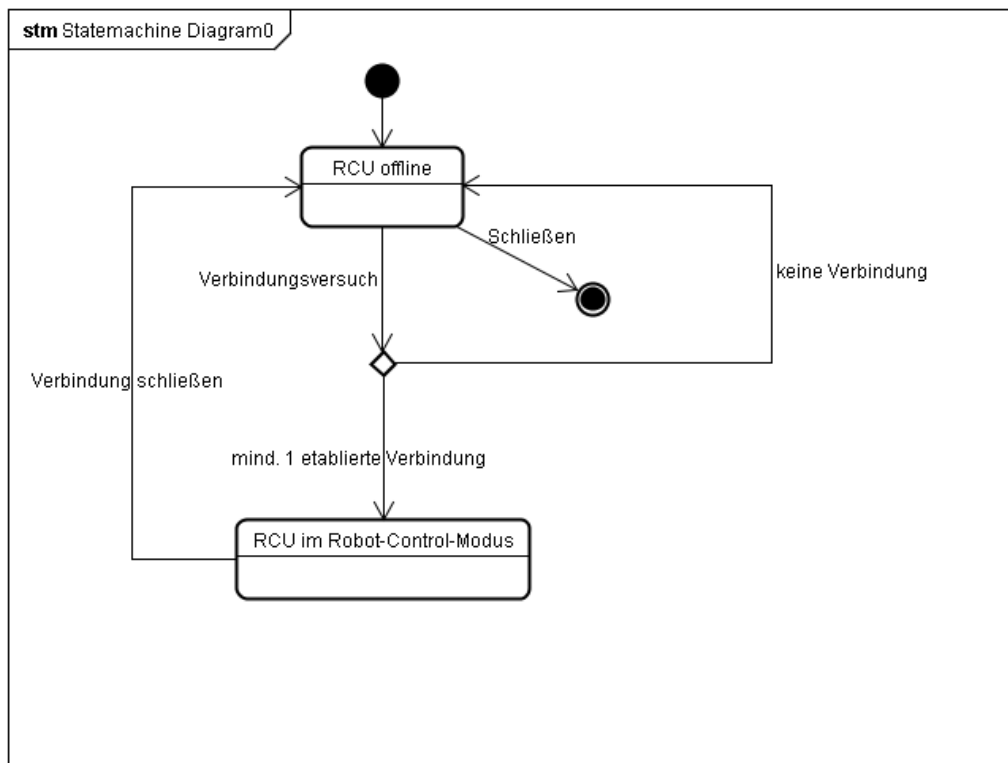 stm Statemachine Diagram0
RCU offline
Schließen
Verbindungsversuch
keine Verbindung
Verbindung schließen
mind. 1 etablierte Verbindung
RCU im Robot-Control-Modus